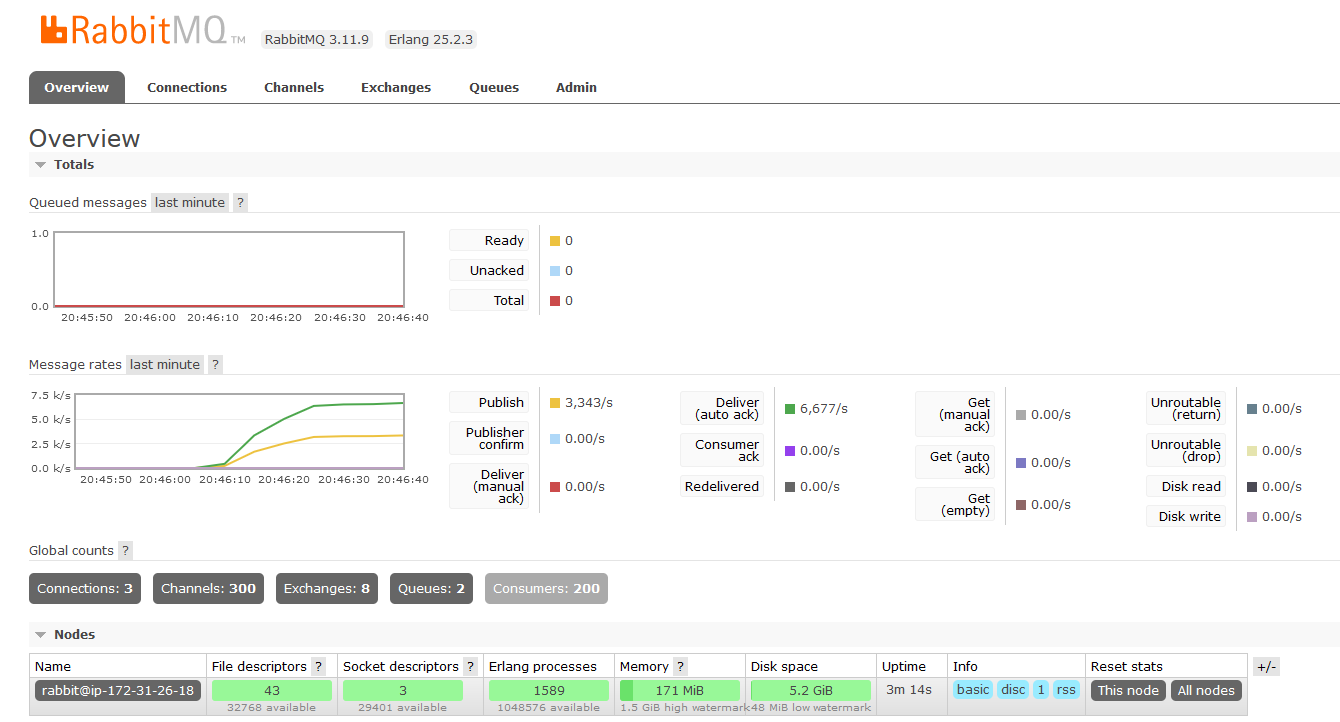 RabbitMQ TM RabbitMQ 3.11.9 Erlang 25.2.3
Overview Connections Channels Exchanges Queues Admin
Overview
Totals
Queued messages last minute ?
1.0
0.0
20:45:50 20:46:00 20:46:10 20:46:20 20:46:30 20:46:40
Ready 0
Unacked 0
Total 0
Message rates last minute ?
7.5 k/s
5.0 k/s
2.5 k/s
0.0 k/s
20:45:50 20:46:00 20:46:10 20:46:20 20:46:30 20:46:40
Publish 3,343/s
Publisher
confirm 0.00/s
Deliver
(manual
ack) 0.00/s
Deliver
(auto ack) 6,677/s
Consumer
ack 0.00/s
Redelivered 0.00/s
Get
(manual
ack) 0.00/s
Get (auto
ack) 0.00/s
Get
(empty) 0.00/s
Unroutable
(return) 0.00/s
Unroutable
(drop) 0.00/s
Disk read 0.00/s
Disk write 0.00/s
Global counts ?
Connections: 3 Channels: 300 Exchanges: 8 Queues: 2 Consumers: 200
Nodes
Name File descriptors ? Socket descriptors ? Erlang processes Memory ? Disk space Uptime Info Reset stats +/-
rabbit@ip-172-31-26-18 43 3 1589 171 MiB 5.2 GiB 3m 14s basic disc 1 rss This node All nodes
32768 available 29401 available 1048576 available 1.5 GiB high watermark 48 MiB low watermark